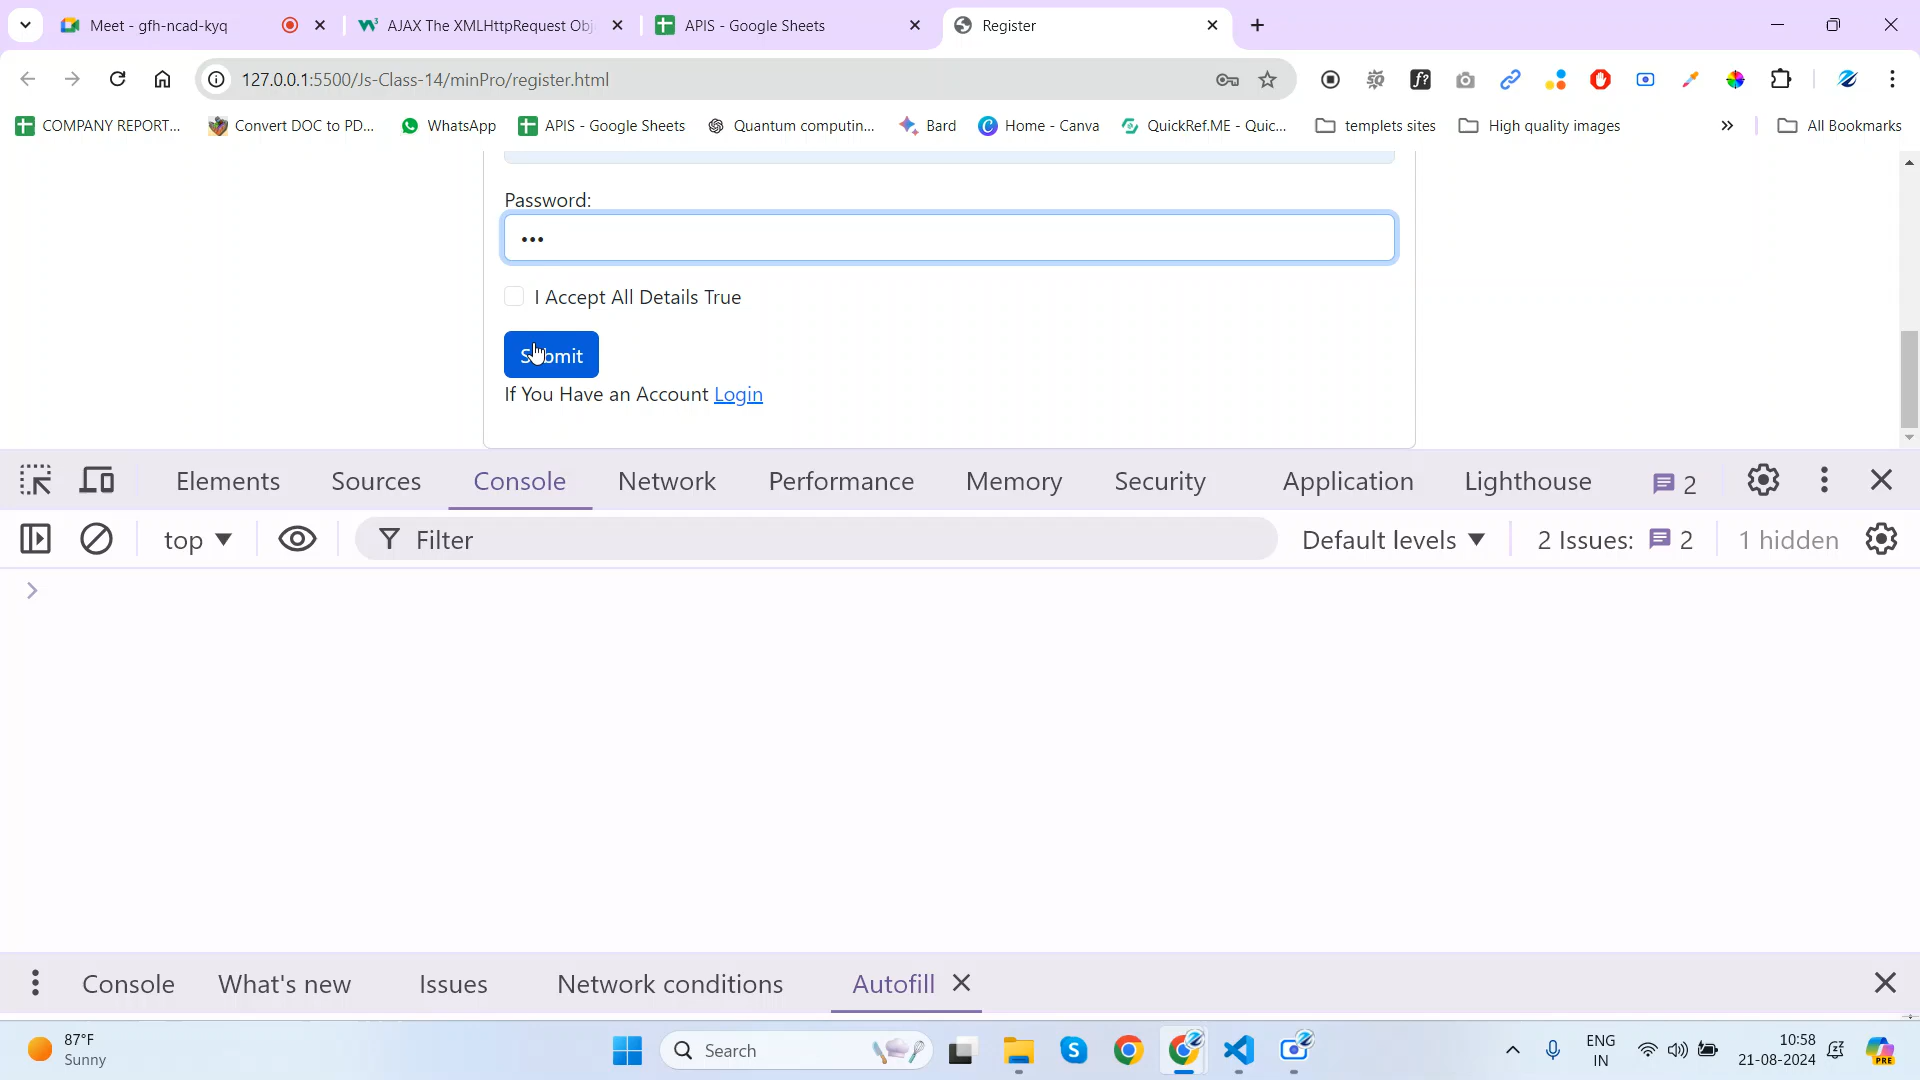 Meet - gfh-ncad-kyq
AJAX The XMLHttpRequest Obj
APIS - Google Sheets
Register
127.0.0.1:5500/Js-Class-14/minPro/register.html
COMPANY REPORT...
Convert DOC to PD...
WhatsApp
APIS - Google Sheets
Quantum computin...
Bard
Home - Canva
QuickRef.ME - Quic...
templets sites
High quality images
All Bookmarks
Password:
I Accept All Details True
Submit
If You Have an Account Login
Elements
Sources
Console
Network
Performance
Memory
Security
Application
Lighthouse
2
top
Filter
Default levels
2 Issues:
2
1 hidden
Console
What's new
Issues
Network conditions
Autofill
87°F
Sunny
Search
ENG
IN
10:58
21-08-2024
PRE